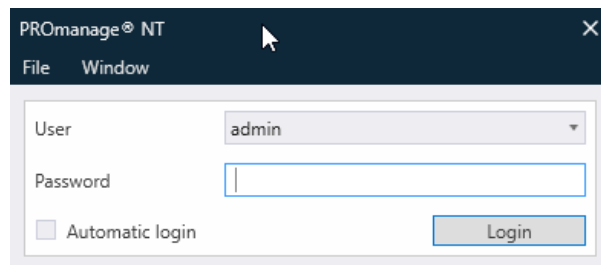 PROmanage® NT
File Window
User admin
Password
Automatic login Login